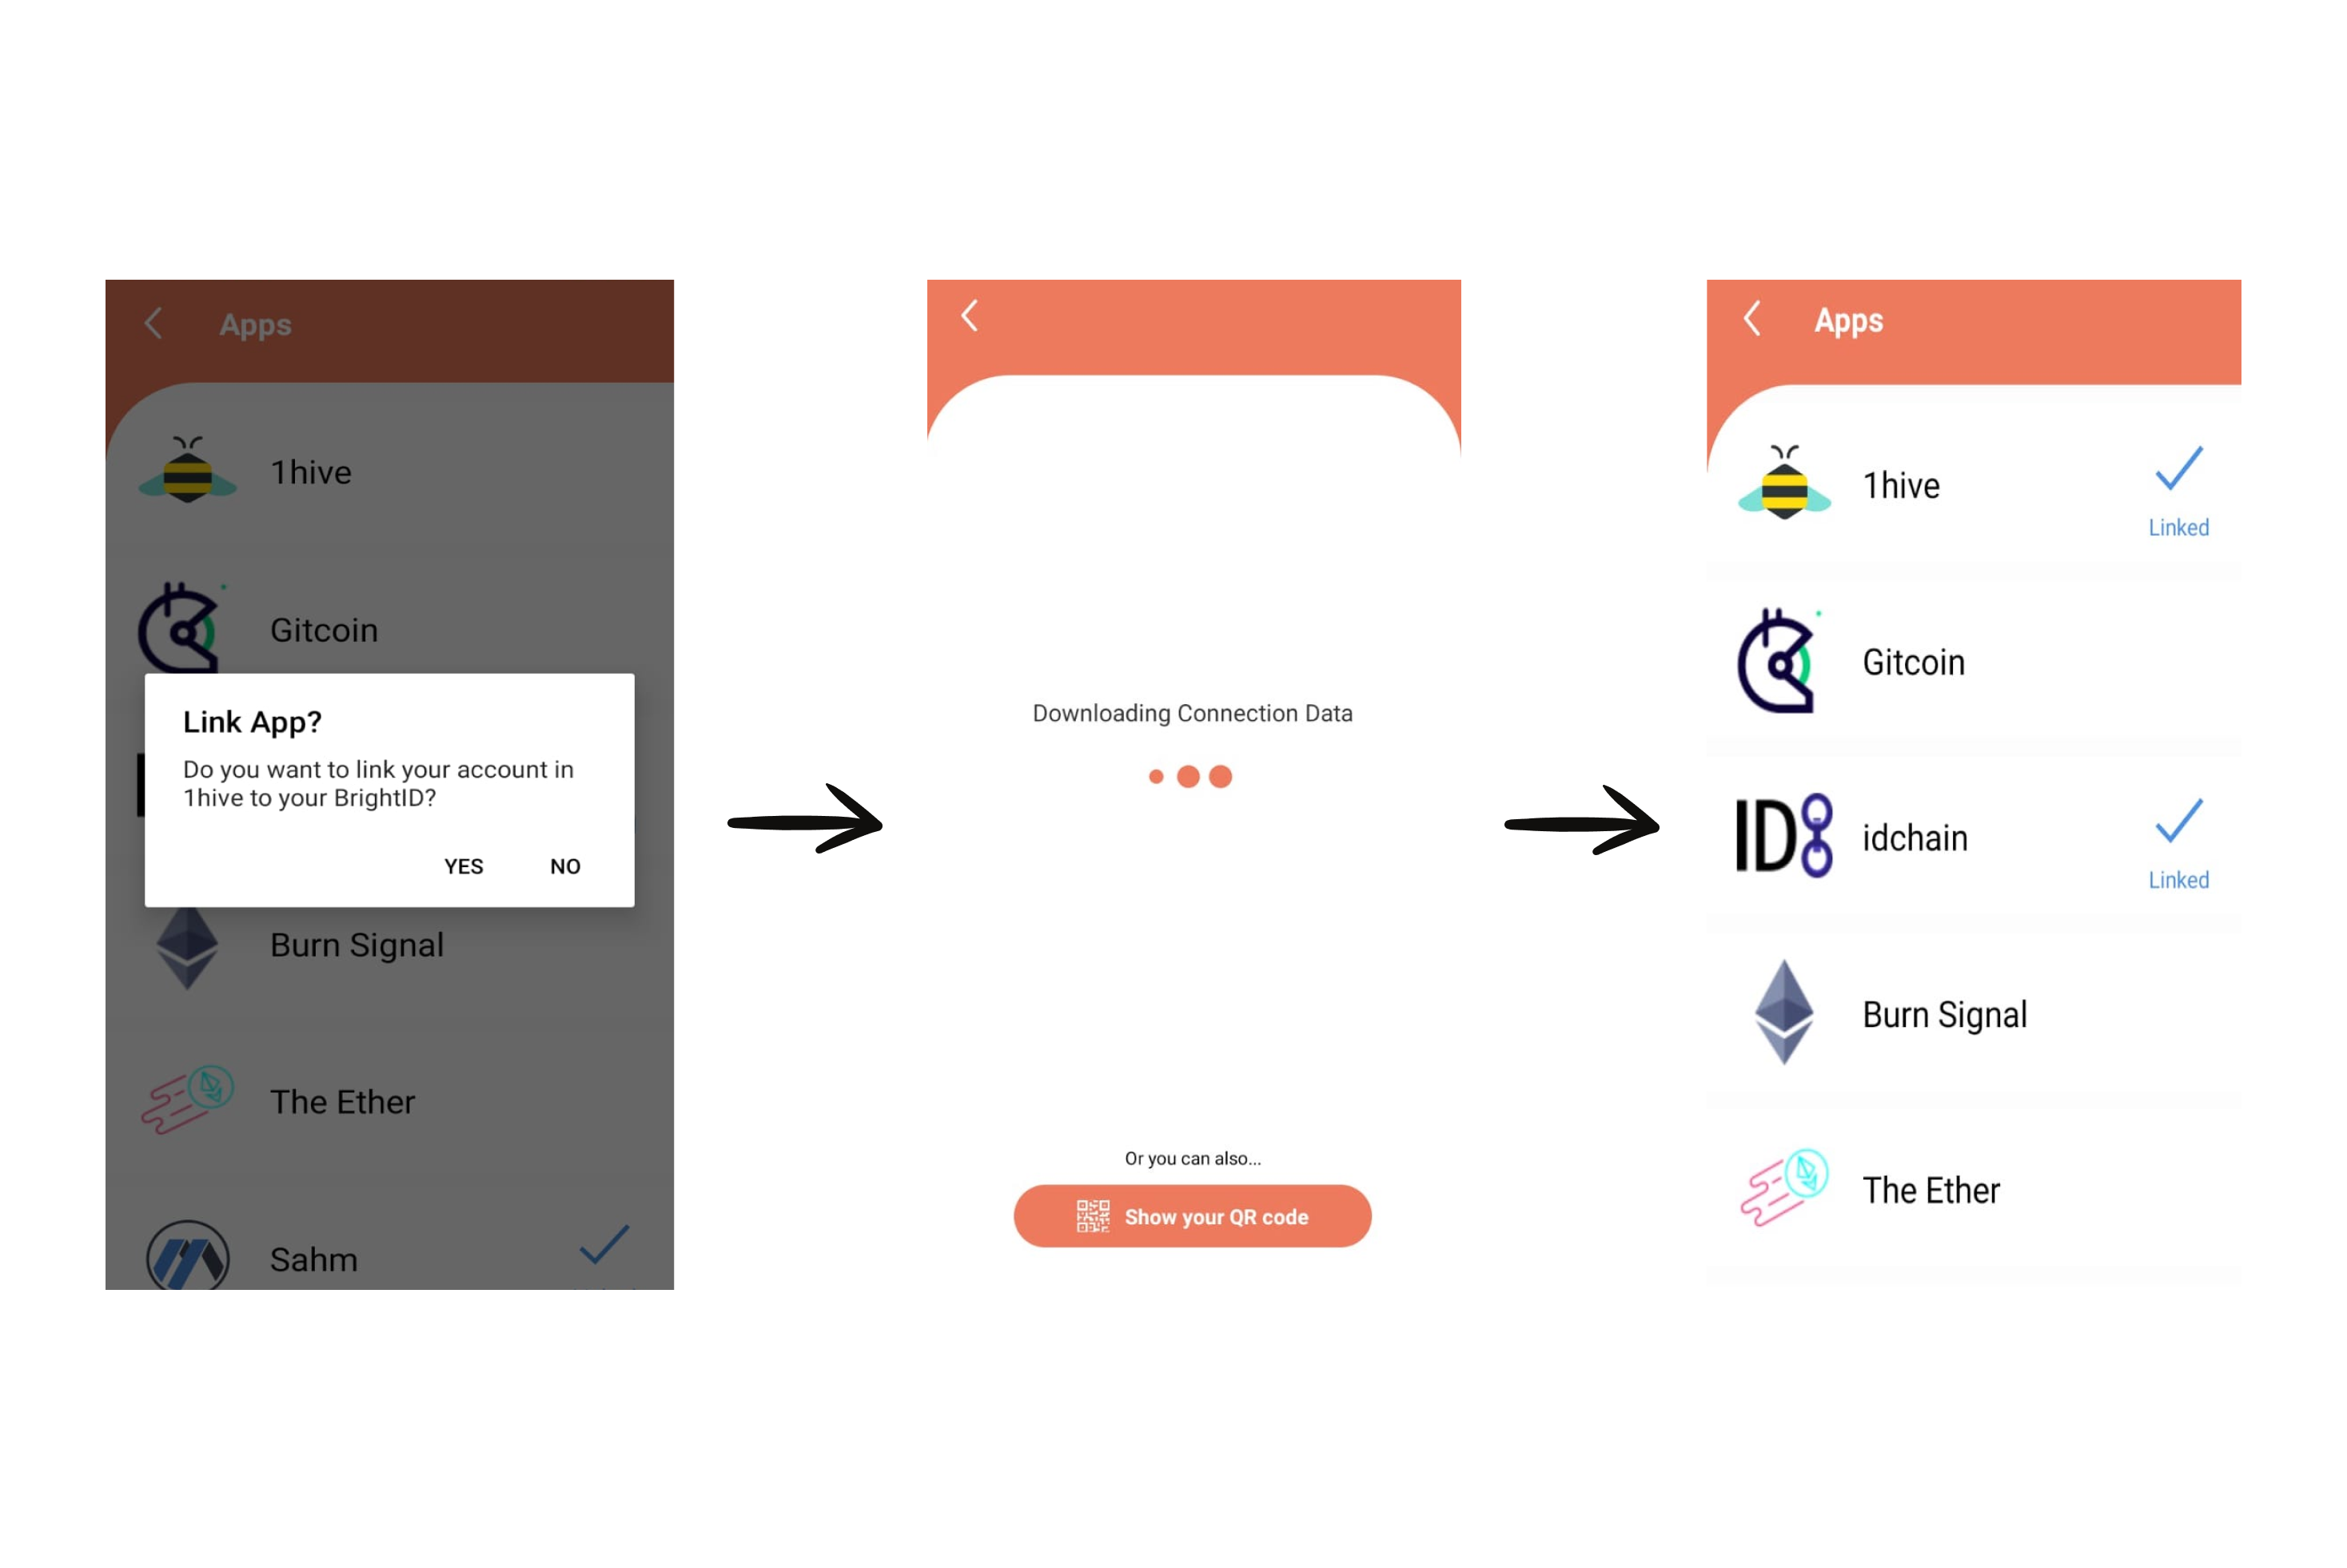 Apps
1hive
Gitcoin
Link App?
Do you want to link your account in
1hive to your BrightID?
YES NO
Burn Signal
The Ether
Sahm
Downloading Connection Data
Or you can also...
Show your QR code
Apps
1hive
Linked
Gitcoin
ID idchain
Linked
Burn Signal
The Ether